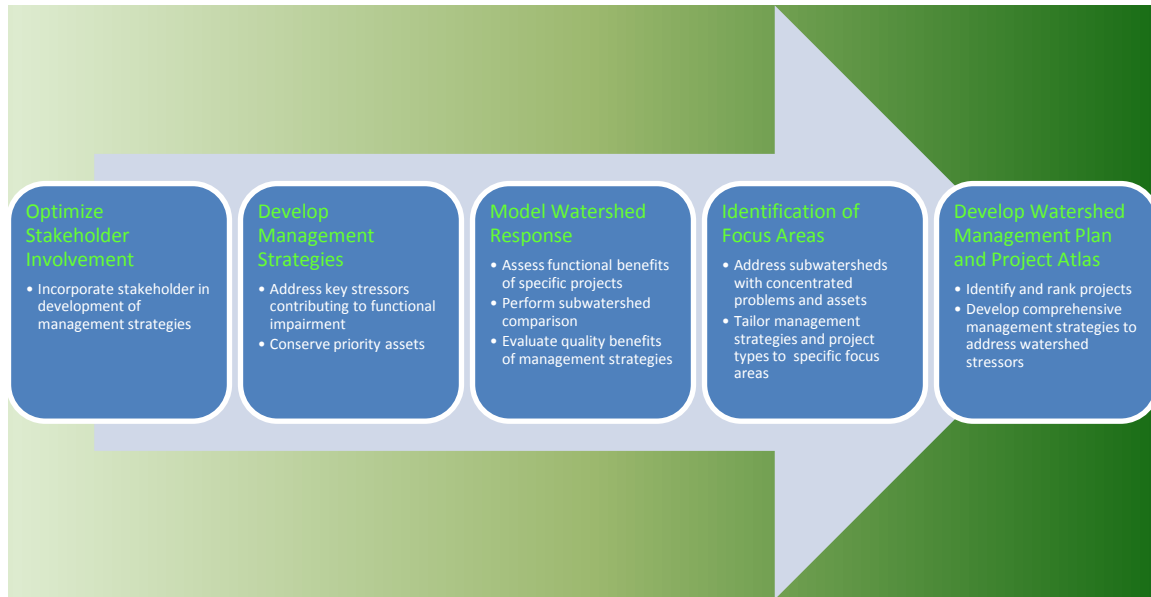 Optimize
Stakeholder
Involvement
• Incorporate stakeholder in
development of
management strategies
Develop
Management
Strategies
• Address key stressors
contributing to functional
impairment
• Conserve priority assets
Model Watershed
Response
• Assess functional benefits
of specific projects
• Perform subwatershed
comparison
• Evaluate quality benefits
of management strategies
Identification of
Focus Areas
• Address subwatersheds
with concentrated
problems and assets
• Tailor management
strategies and project
types to specific focus
areas
Develop Watershed
Management Plan
and Project Atlas
• Identify and rank projects
• Develop comprehensive
management strategies to
address watershed
stressors